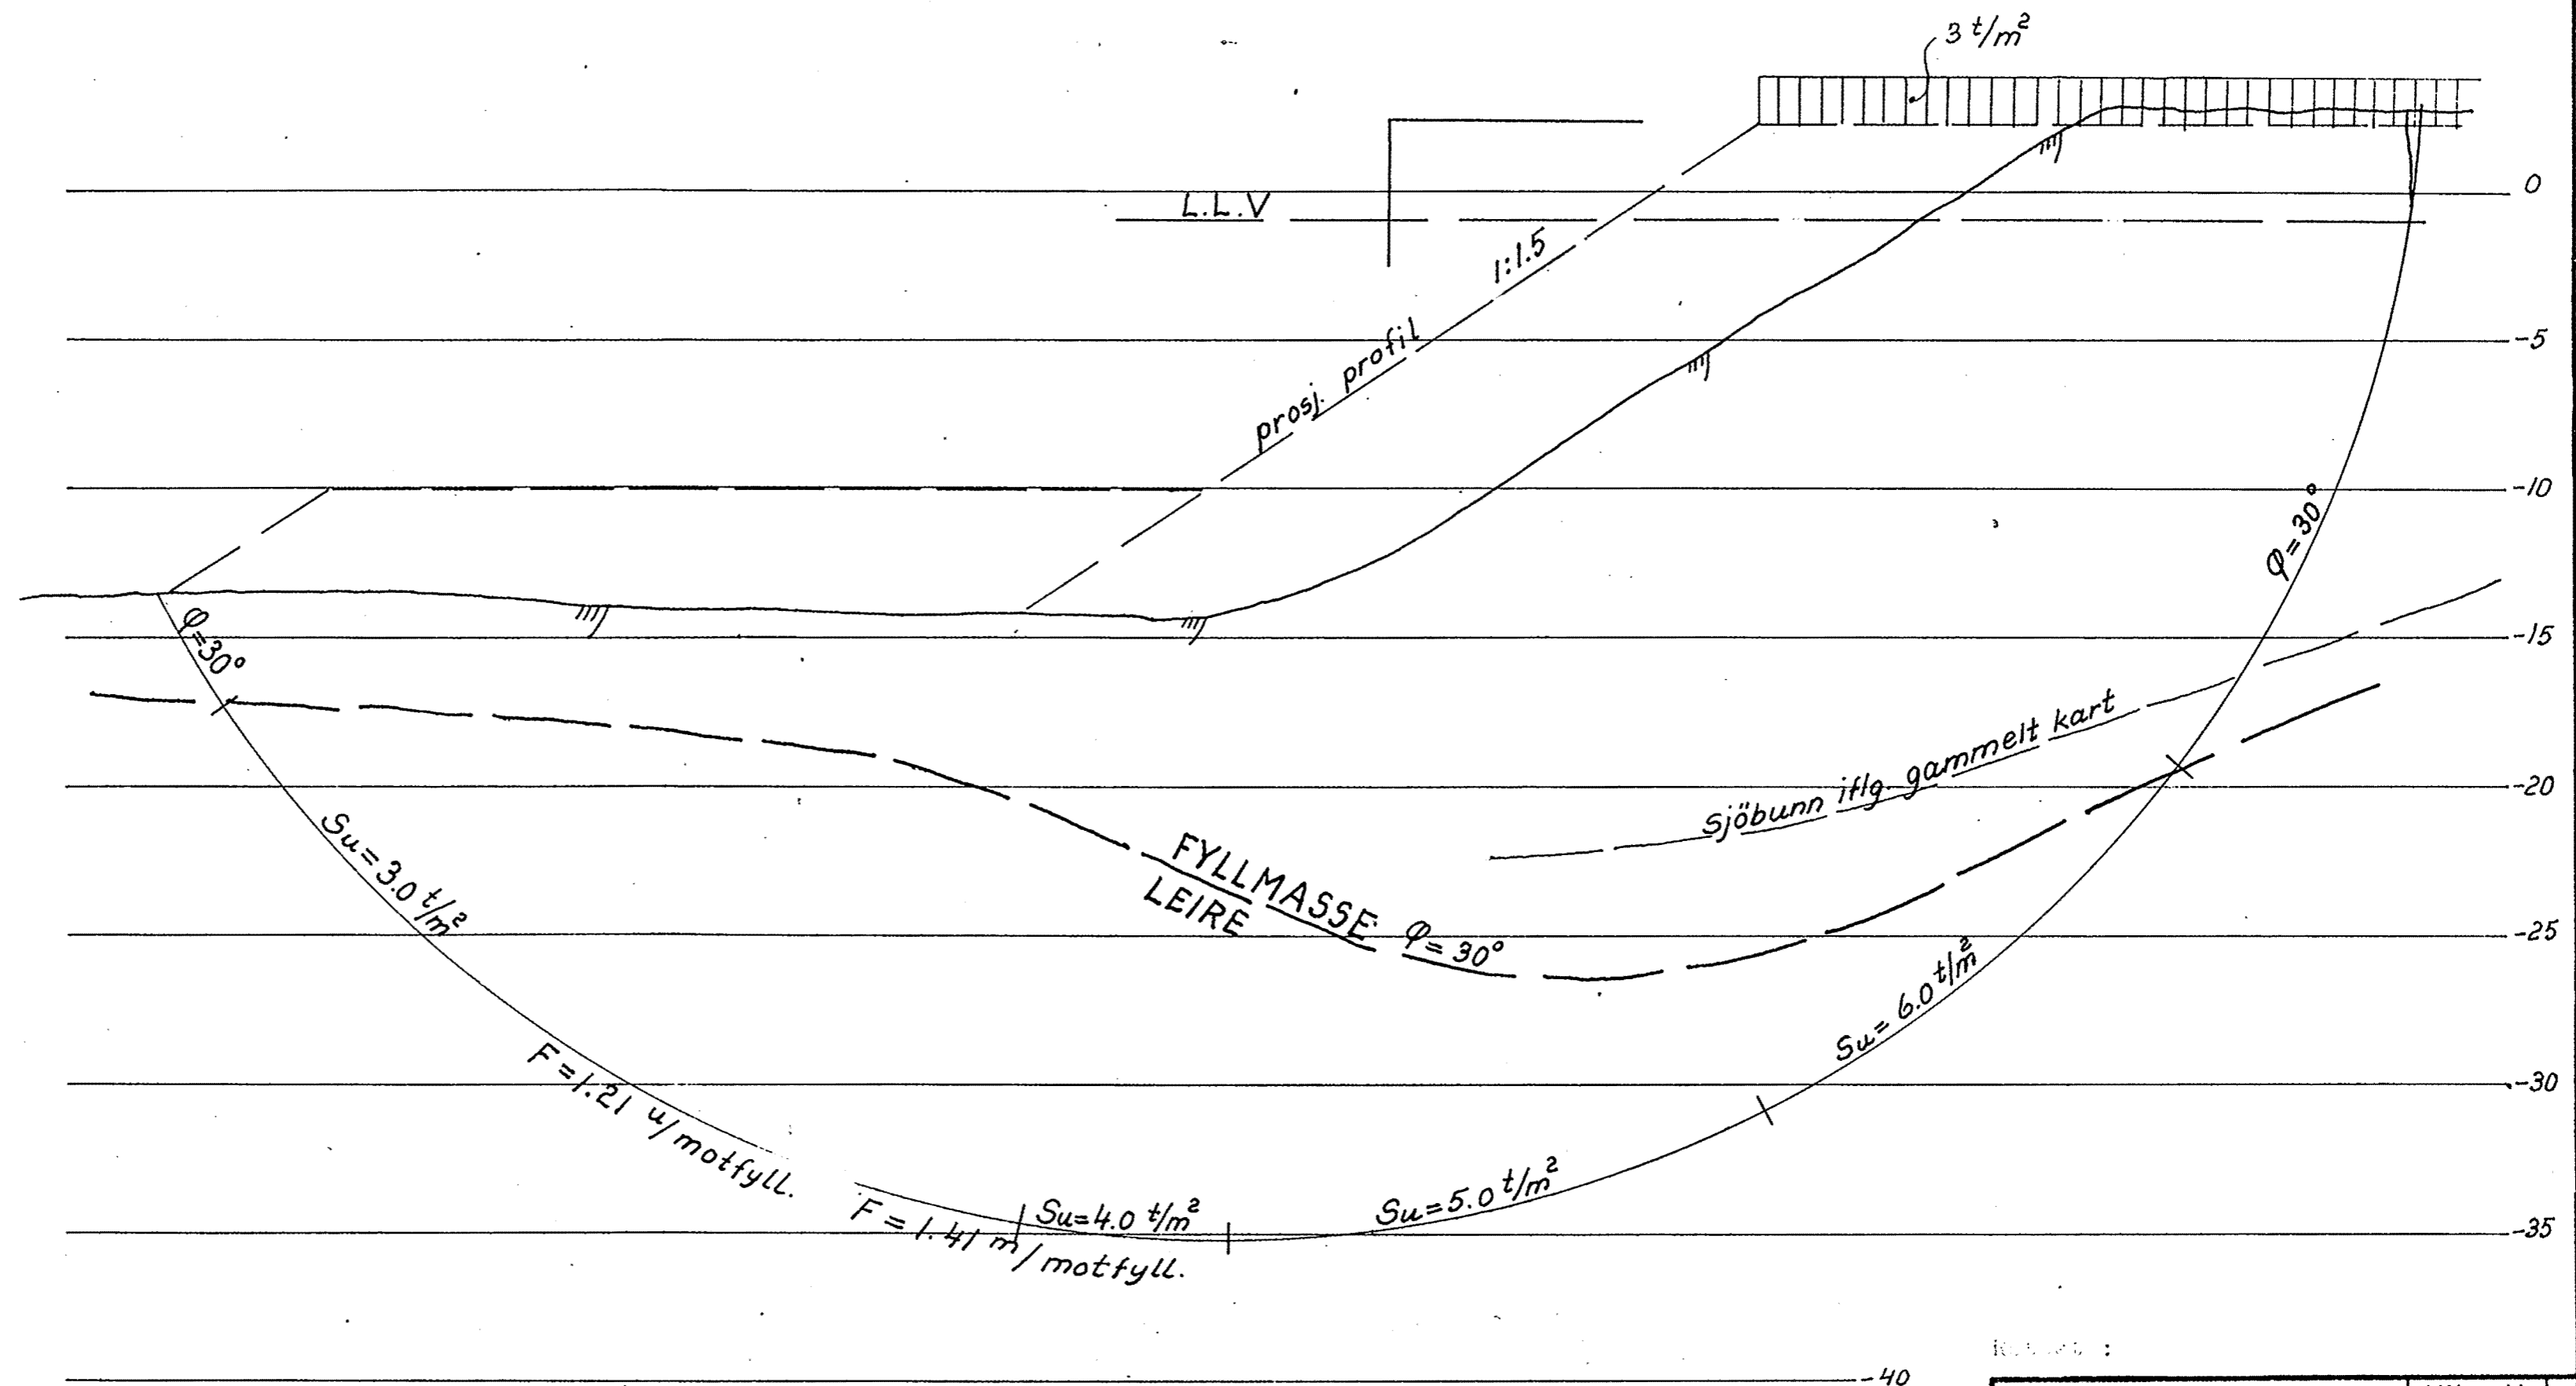 3 t/m²
0
L.L.V
1:1.5
-5
prosj. profil
-10
φ=30°
-15
φ=30°
sjöbunn iflg. gammelt kart
-20
Su=3.0 t/m²
FYLLMASSE φ=30°
LEIRE
-25
Su=6.0 t/m²
-30
F=1.21 u/motfyll.
Su=4.0 t/m²
Su=5.0 t/m²
-35
F=1.41 m/motfyll.
-40